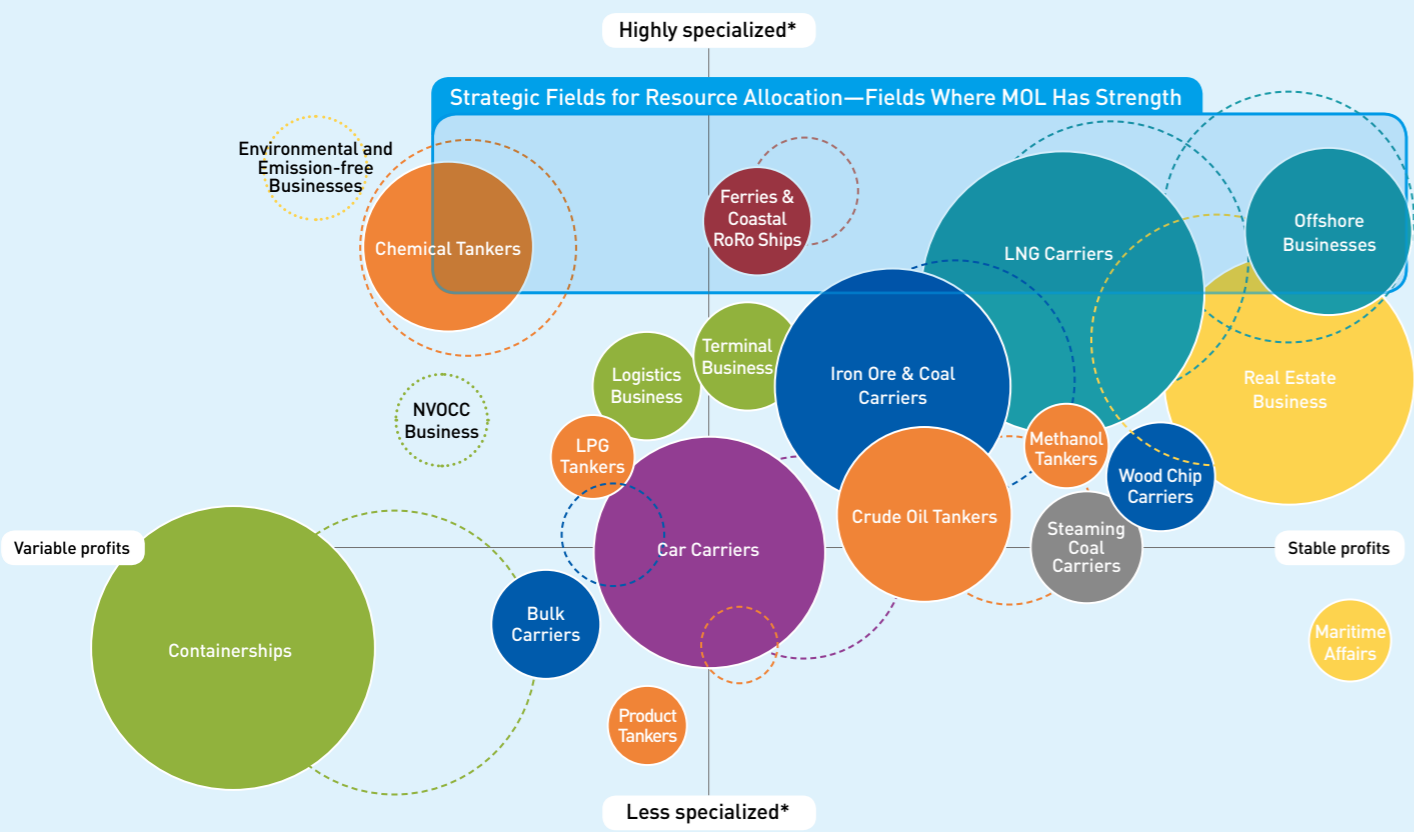 Highly specialized*
Strategic Fields for Resource Allocation—Fields Where MOL Has Strength
Environmental and
Emission-free
Businesses
Chemical Tankers
Ferries &
Coastal
RoRo Ships
LNG Carriers
Offshore
Businesses
Terminal
Business
Logistics
Business
Iron Ore & Coal
Carriers
Real Estate
Business
NVOCC
Business
LPG
Tankers
Methanol
Tankers
Wood Chip
Carriers
Crude Oil Tankers
Steaming
Coal
Carriers
Variable profits
Car Carriers
Stable profits
Bulk
Carriers
Containerships
Maritime
Affairs
Product
Tankers
Less specialized*